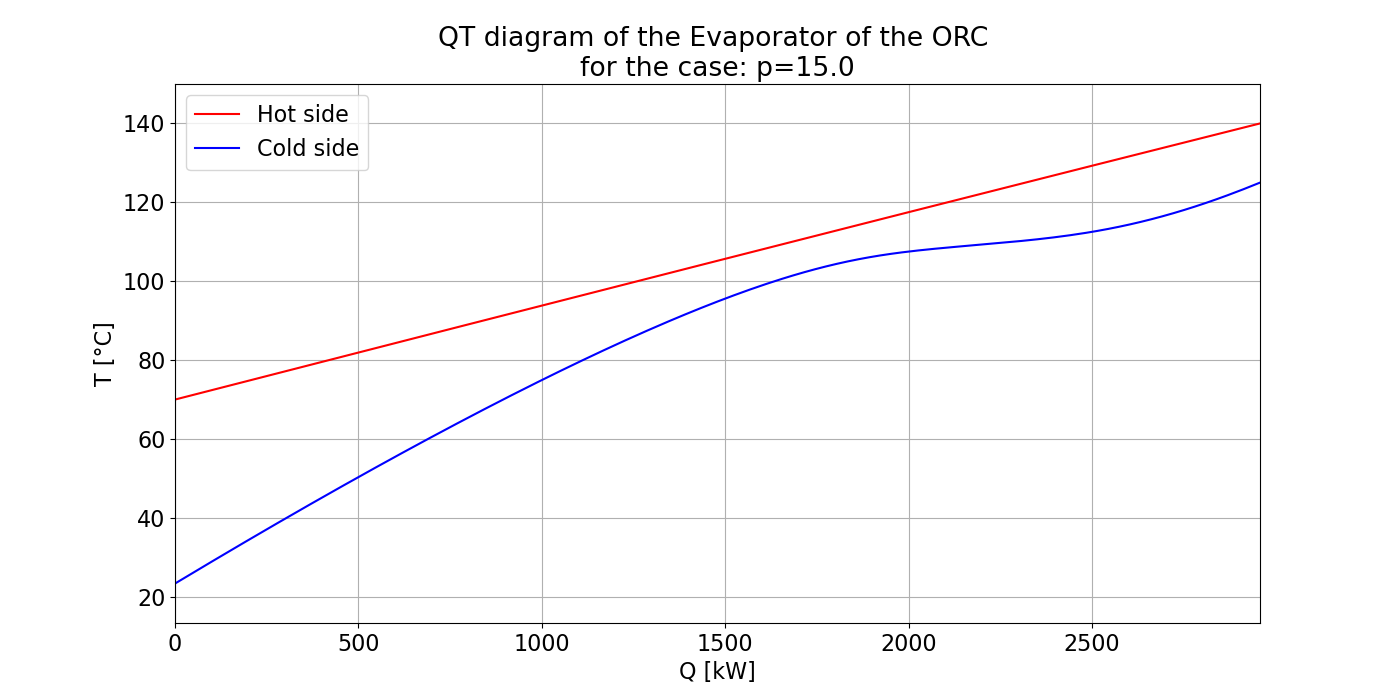 QT diagram of the Evaporator of the ORC
for the case: p=15.0
Hot side
Cold side
140
120
100
80
60
40
20
T [°C]
0
500
1000
1500
2000
2500
Q [kW]